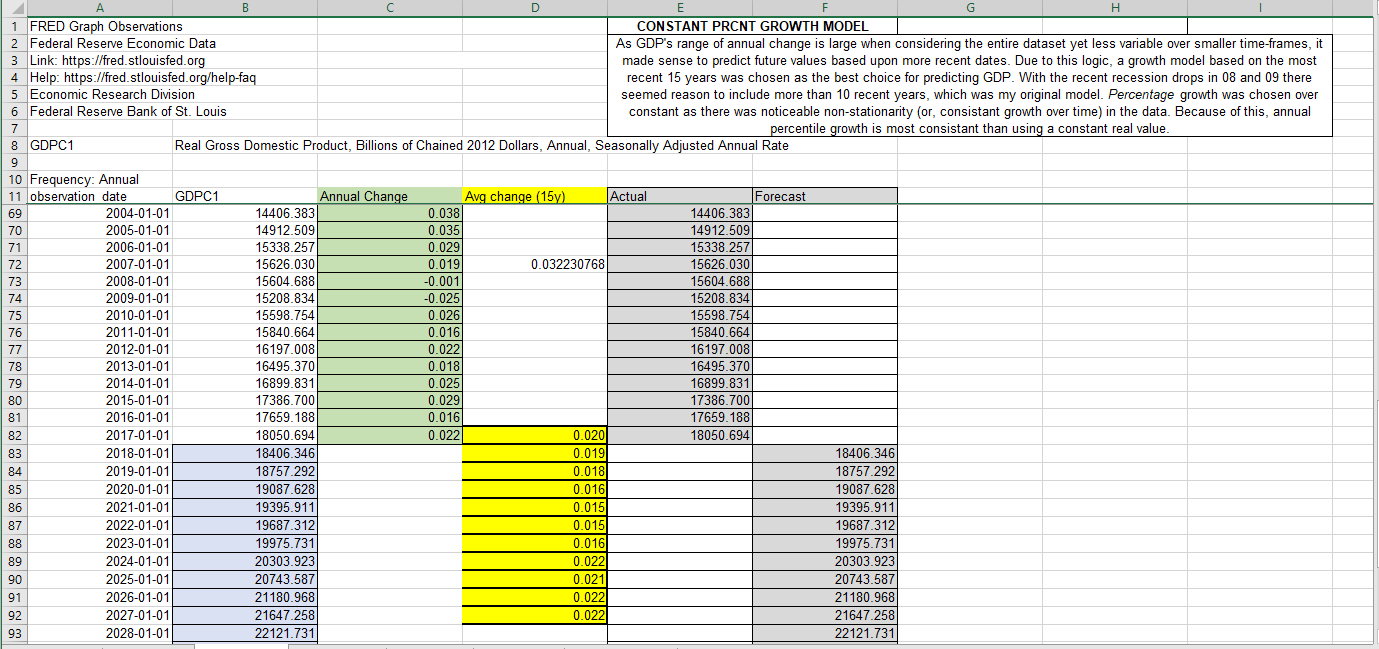 A B C D E F G H I
1 FRED Graph Observations CONSTANT PRCNT GROWTH MODEL
2 Federal Reserve Economic Data As GDP's range of annual change is large when considering the entire dataset yet less variable over smaller time-frames, it
3 Link: https://fred.stlouisfed.org made sense to predict future values based upon more recent dates. Due to this logic, a growth model based on the most
4 Help: https://fred.stlouisfed.org/help-faq recent 15 years was chosen as the best choice for predicting GDP. With the recent recession drops in 08 and 09 there
5 Economic Research Division seemed reason to include more than 10 recent years, which was my original model. Percentage growth was chosen over
6 Federal Reserve Bank of St. Louis constant as there was noticeable non-stationarity (or, consistant growth over time) in the data. Because of this, annual
7 percentile growth is most consistant than using a constant real value.
8 GDPC1 Real Gross Domestic Product, Billions of Chained 2012 Dollars, Annual, Seasonally Adjusted Annual Rate
9
10 Frequency: Annual
11 observation_date GDPC1 Annual Change Avg change (15y) Actual Forecast
69 2004-01-01 14406.383 0.038 14406.383
70 2005-01-01 14912.509 0.035 14912.509
71 2006-01-01 15338.257 0.029 15338.257
72 2007-01-01 15626.030 0.019 0.032230768 15626.030
73 2008-01-01 15604.688 -0.001 15604.688
74 2009-01-01 15208.834 -0.025 15208.834
75 2010-01-01 15598.754 0.026 15598.754
76 2011-01-01 15840.664 0.016 15840.664
77 2012-01-01 16197.008 0.022 16197.008
78 2013-01-01 16495.370 0.018 16495.370
79 2014-01-01 16899.831 0.025 16899.831
80 2015-01-01 17386.700 0.029 17386.700
81 2016-01-01 17659.188 0.016 17659.188
82 2017-01-01 18050.694 0.022 0.020 18050.694
83 2018-01-01 18406.346 0.019 18406.346
84 2019-01-01 18757.292 0.018 18757.292
85 2020-01-01 19087.628 0.016 19087.628
86 2021-01-01 19395.911 0.015 19395.911
87 2022-01-01 19687.312 0.015 19687.312
88 2023-01-01 19975.731 0.016 19975.731
89 2024-01-01 20303.923 0.022 20303.923
90 2025-01-01 20743.587 0.021 20743.587
91 2026-01-01 21180.968 0.022 21180.968
92 2027-01-01 21647.258 0.022 21647.258
93 2028-01-01 22121.731 22121.731